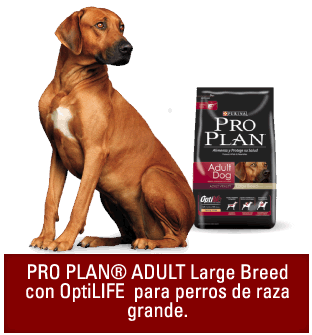 PURINA
PRO
PLAN
Adult
Dog
Opti
PRO PLAN® ADULT Large Breed
con OptiLIFE para perros de raza
grande.